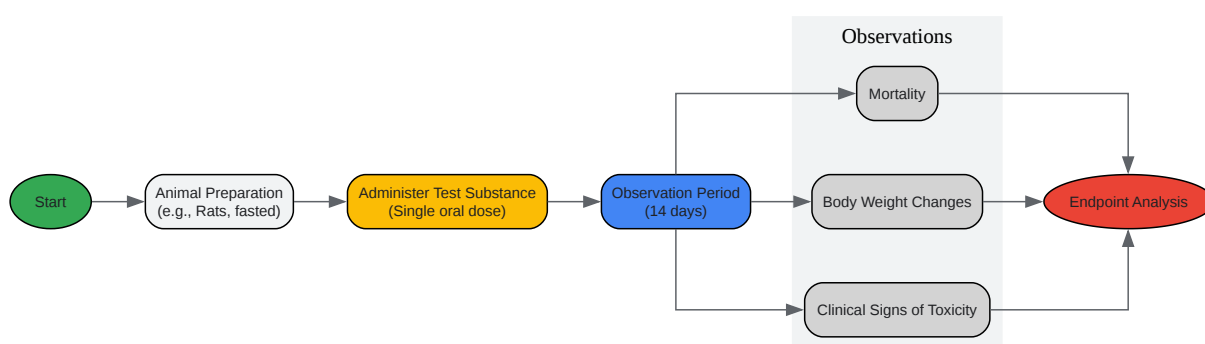 Observations
Mortality
Start
Animal Preparation
(e.g., Rats, fasted)
Administer Test Substance
(Single oral dose)
Observation Period
(14 days)
Body Weight Changes
Endpoint Analysis
Clinical Signs of Toxicity